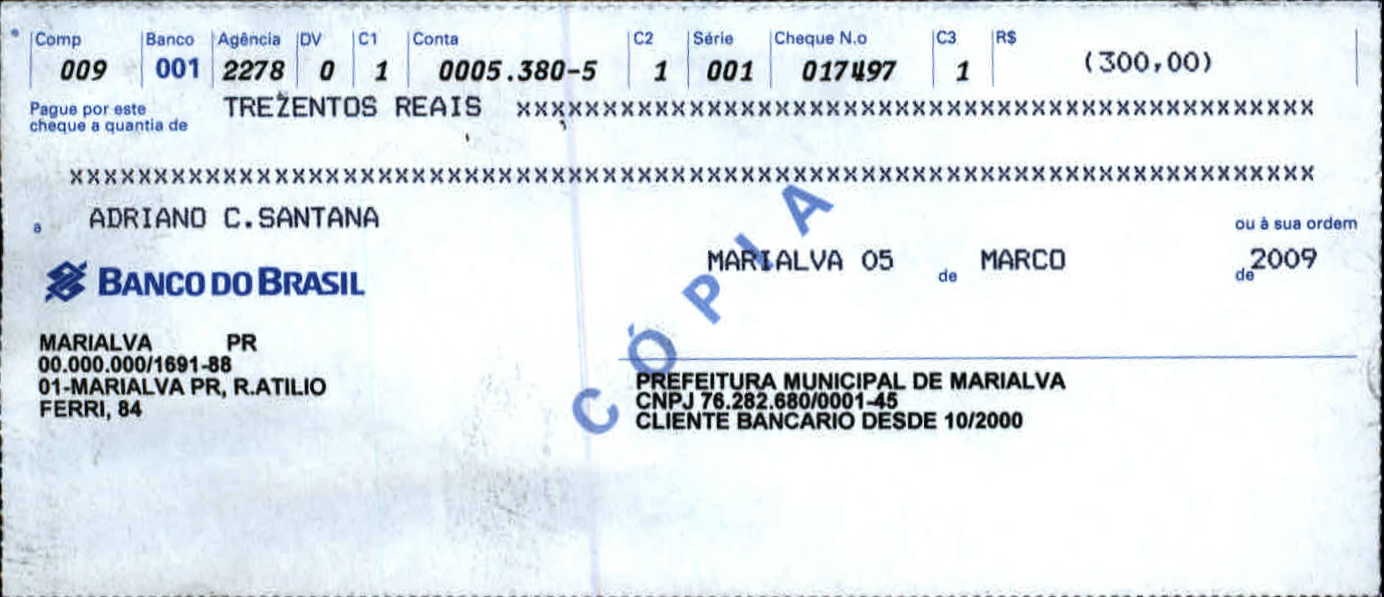 Comp Banco Agência DV C1 Conta C2 Série Cheque N.o C3 R$
009 001 2278 0 1 0005.380-5 1 001 017497 1 (300,00)
Pague por este
cheque a quantia de
TREZENTOS REAIS xxxxxxxxxxxxxxxxxxxxxxxxxxxxxxxxxxxxxxxxxxxxxxx
xxxxxxxxxxxxxxxxxxxxxxxxxxxxxxxxxxxxxxxxxxxxxxxxxxxxxxxxxxxxxxxxxxxxxxxxx
a ADRIANO C.SANTANA ou à sua ordem
MARIALVA 05 de MARCO de 2009
BANCO DO BRASIL
CÓPIA
MARIALVA PR
00.000.000/1691-88
01-MARIALVA PR, R.ATILIO
FERRI, 84
PREFEITURA MUNICIPAL DE MARIALVA
CNPJ 76.282.680/0001-45
CLIENTE BANCARIO DESDE 10/2000